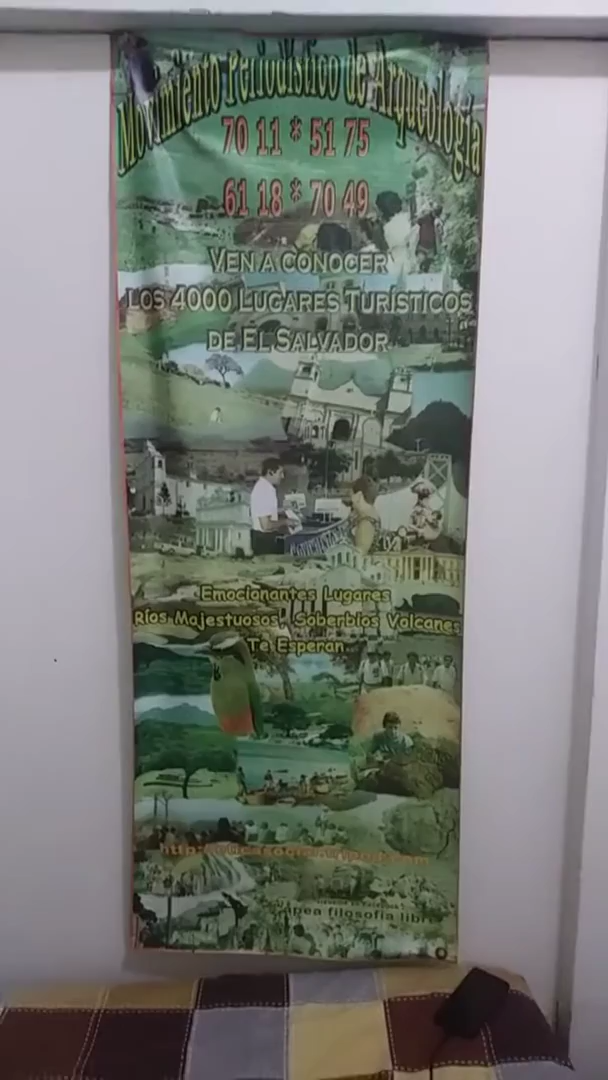 Movimiento Periodístico de Arqueología
70 11 * 51 75
61 18 * 70 49
VEN A CONOCER
LOS 4000 LUGARES TURÍSTICOS
DE EL SALVADOR
Emocionantes Lugares
Ríos Majestuosos, Soberbios Volcanes
Te Esperan
filosofia